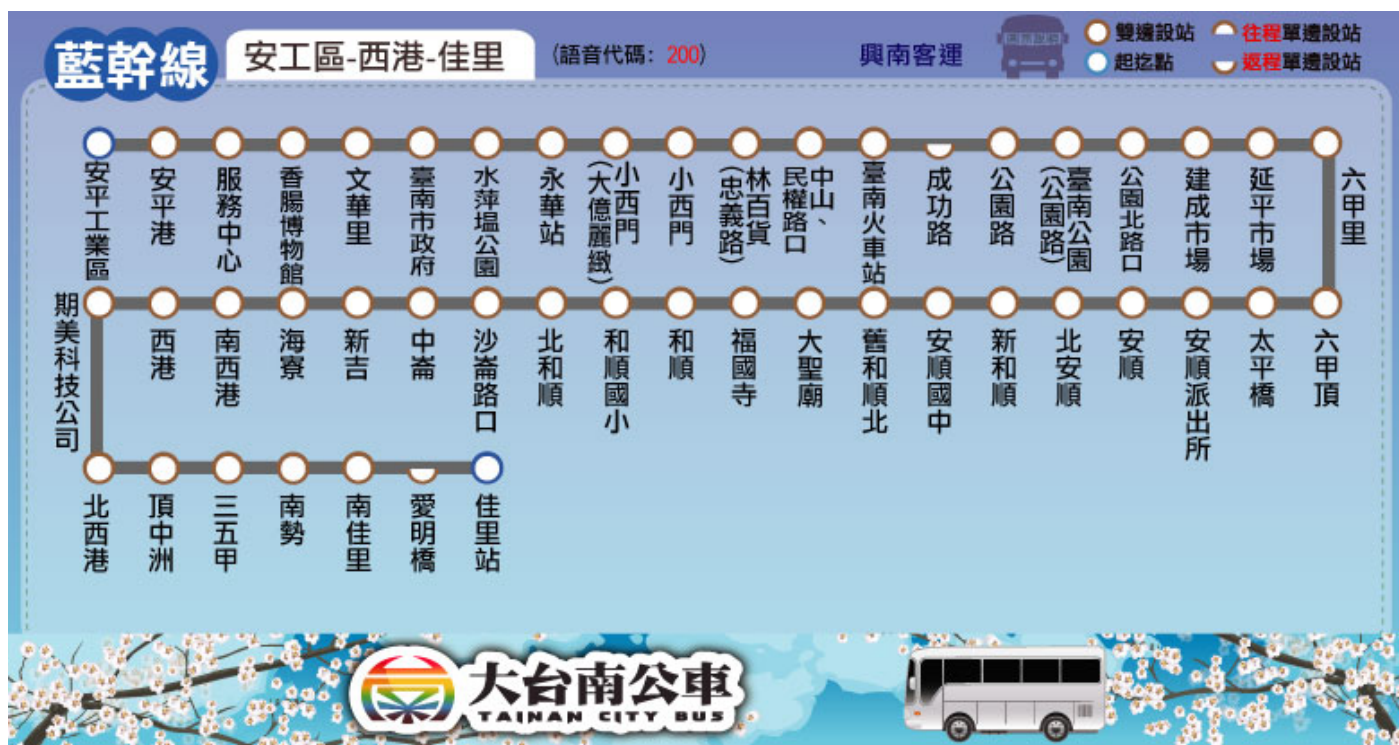 藍幹線
安工區-西港-佳里
(語音代碼: 200)
興南客運
雙邊設站
往程單邊設站
起迄點
返程單邊設站
安平工業區
安平港
服務中心
香腸博物館
文華里
臺南市政府
水萍塭公園
永華站
小西門
(大億麗緻)
小西門
林百貨
(忠義路)
中山、
民權路口
臺南火車站
成功路
公園路
臺南公園
(公園路)
公園北路口
建成市場
延平市場
六甲里
期美科技公司
西港
南西港
海寮
新吉
中崙
沙崙路口
北和順
和順國小
和順
福國寺
大聖廟
舊和順北
安順國中
新和順
北安順
安順
安順派出所
太平橋
六甲頂
北西港
頂中洲
三五甲
南勢
南佳里
愛明橋
佳里站
大台南公車
TAINAN CITY BUS